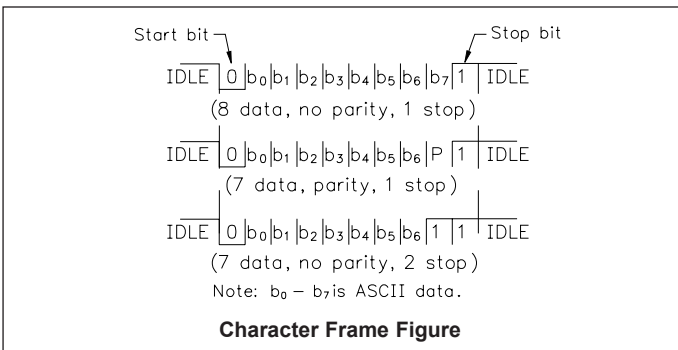 Start bit Stop bit
IDLE 0 b₀ b₁ b₂ b₃ b₄ b₅ b₆ b₇ 1 IDLE
(8 data, no parity, 1 stop)
IDLE 0 b₀ b₁ b₂ b₃ b₄ b₅ b₆ P 1 IDLE
(7 data, parity, 1 stop)
IDLE 0 b₀ b₁ b₂ b₃ b₄ b₅ b₆ 1 1 IDLE
(7 data, no parity, 2 stop)
Note: b₀ – b₇is ASCII data.
Character Frame Figure